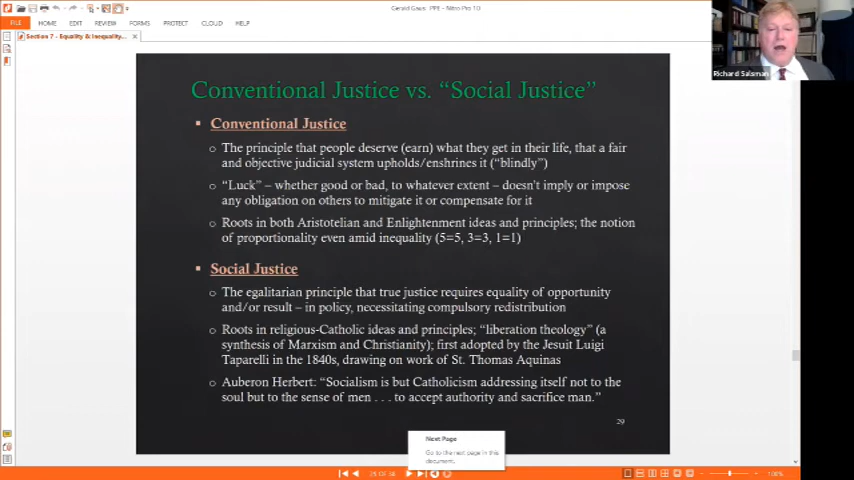 Gerald Gaus: PPE - Nitro Pro 10
FILE HOME EDIT REVIEW FORMS PROTECT CLOUD HELP
Section 7 - Equality & Inequality...
Richard Salsman
Conventional Justice vs. “Social Justice”
Conventional Justice
The principle that people deserve (earn) what they get in their life, that a fair
and objective judicial system upholds/enshrines it (“blindly”)
“Luck” – whether good or bad, to whatever extent – doesn’t imply or impose
any obligation on others to mitigate it or compensate for it
Roots in both Aristotelian and Enlightenment ideas and principles; the notion
of proportionality even amid inequality (5=5, 3=3, 1=1)
Social Justice
The egalitarian principle that true justice requires equality of opportunity
and/or result – in policy, necessitating compulsory redistribution
Roots in religious-Catholic ideas and principles; “liberation theology” (a
synthesis of Marxism and Christianity); first adopted by the Jesuit Luigi
Taparelli in the 1840s, drawing on work of St. Thomas Aquinas
Auberon Herbert: “Socialism is but Catholicism addressing itself not to the
soul but to the sense of men . . . to accept authority and sacrifice man.”
29
Next Page
Go to the next page in this
document.